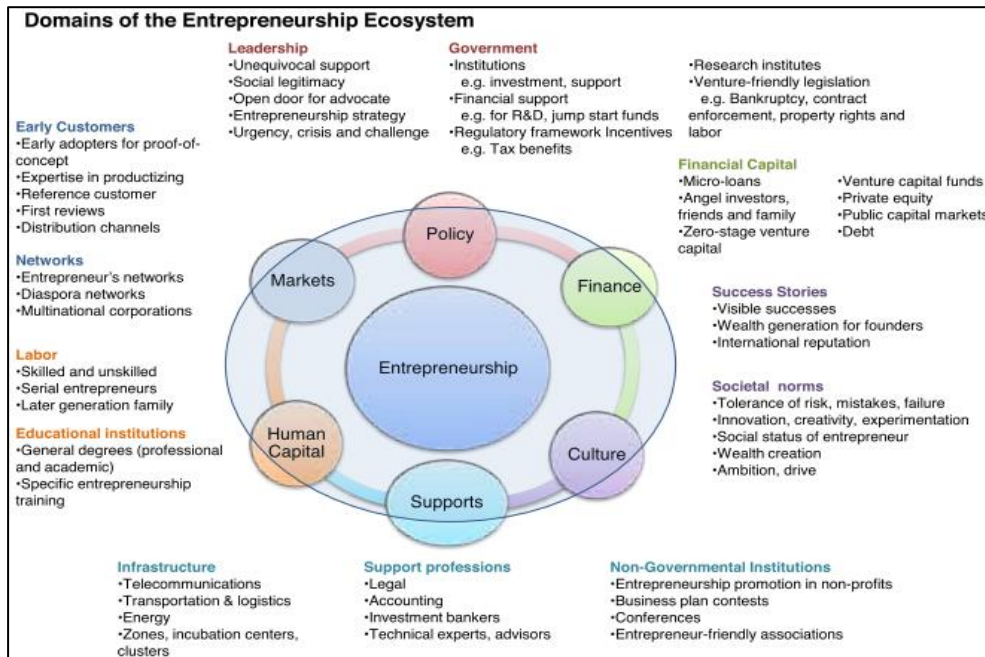 Domains of the Entrepreneurship Ecosystem
Leadership
•Unequivocal support
•Social legitimacy
•Open door for advocate
•Entrepreneurship strategy
•Urgency, crisis and challenge
Government
•Institutions
e.g. investment, support
•Financial support
e.g. for R&D, jump start funds
•Regulatory framework Incentives
e.g. Tax benefits
•Research institutes
•Venture-friendly legislation
e.g. Bankruptcy, contract
enforcement, property rights and
labor
Early Customers
•Early adopters for proof-of-
concept
•Expertise in productizing
•Reference customer
•First reviews
•Distribution channels
Financial Capital
•Micro-loans
•Angel investors,
friends and family
•Zero-stage venture
capital
•Venture capital funds
•Private equity
•Public capital markets
•Debt
Networks
•Entrepreneur's networks
•Diaspora networks
•Multinational corporations
Policy
Markets
Finance
Entrepreneurship
Human
Capital
Culture
Supports
Success Stories
•Visible successes
•Wealth generation for founders
•International reputation
Labor
•Skilled and unskilled
•Serial entrepreneurs
•Later generation family
Societal norms
•Tolerance of risk, mistakes, failure
•Innovation, creativity, experimentation
•Social status of entrepreneur
•Wealth creation
•Ambition, drive
Educational institutions
•General degrees (professional
and academic)
•Specific entrepreneurship
training
Infrastructure
•Telecommunications
•Transportation & logistics
•Energy
•Zones, incubation centers,
clusters
Support professions
•Legal
•Accounting
•Investment bankers
•Technical experts, advisors
Non-Governmental Institutions
•Entrepreneurship promotion in non-profits
•Business plan contests
•Conferences
•Entrepreneur-friendly associations